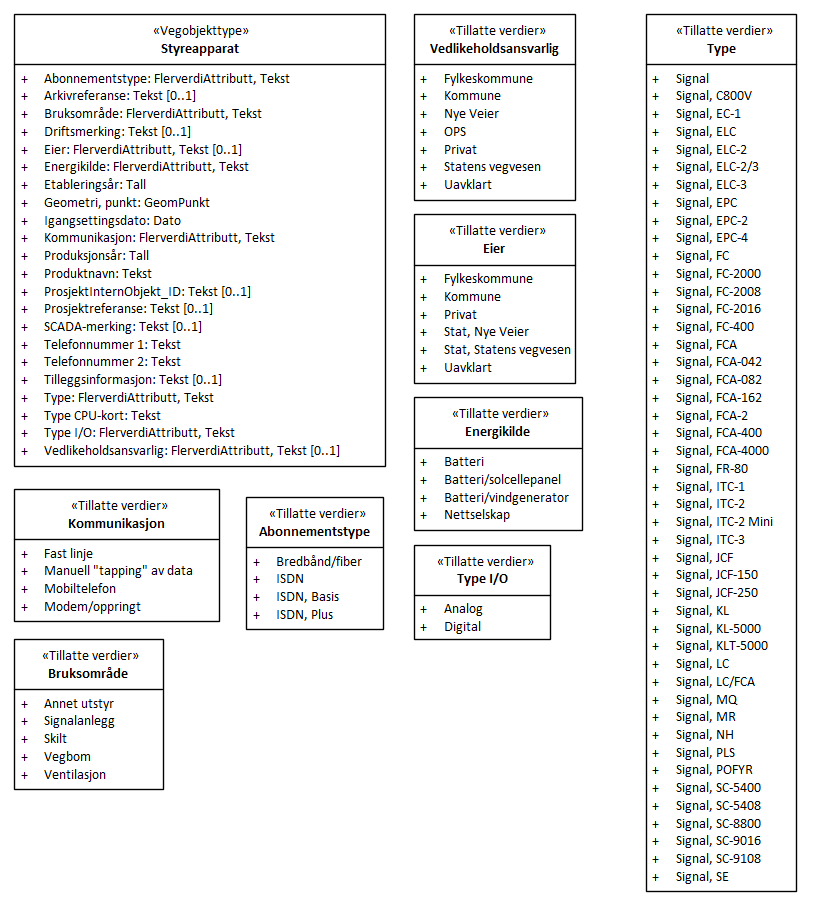 «Vegobjekttype»
Styreapparat
+ Abonnementstype: FlerverdiAttributt, Tekst
+ Arkivreferanse: Tekst [0..1]
+ Bruksområde: FlerverdiAttributt, Tekst
+ Driftsmerking: Tekst [0..1]
+ Eier: FlerverdiAttributt, Tekst [0..1]
+ Energikilde: FlerverdiAttributt, Tekst
+ Etableringsår: Tall
+ Geometri, punkt: GeomPunkt
+ Igangsettingsdato: Dato
+ Kommunikasjon: FlerverdiAttributt, Tekst
+ Produksjonsår: Tall
+ Produktnavn: Tekst
+ ProsjektInternObjekt_ID: Tekst [0..1]
+ Prosjektreferanse: Tekst [0..1]
+ SCADA-merking: Tekst [0..1]
+ Telefonnummer 1: Tekst
+ Telefonnummer 2: Tekst
+ Tilleggsinformasjon: Tekst [0..1]
+ Type: FlerverdiAttributt, Tekst
+ Type CPU-kort: Tekst
+ Type I/O: FlerverdiAttributt, Tekst
+ Vedlikeholdsansvarlig: FlerverdiAttributt, Tekst [0..1]
«Tillatte verdier»
Kommunikasjon
+ Fast linje
+ Manuell "tapping" av data
+ Mobiltelefon
+ Modem/oppringt
«Tillatte verdier»
Abonnementstype
+ Bredbånd/fiber
+ ISDN
+ ISDN, Basis
+ ISDN, Plus
«Tillatte verdier»
Bruksområde
+ Annet utstyr
+ Signalanlegg
+ Skilt
+ Vegbom
+ Ventilasjon
«Tillatte verdier»
Vedlikeholdsansvarlig
+ Fylkeskommune
+ Kommune
+ Nye Veier
+ OPS
+ Privat
+ Statens vegvesen
+ Uavklart
«Tillatte verdier»
Eier
+ Fylkeskommune
+ Kommune
+ Privat
+ Stat, Nye Veier
+ Stat, Statens vegvesen
+ Uavklart
«Tillatte verdier»
Energikilde
+ Batteri
+ Batteri/solcellepanel
+ Batteri/vindgenerator
+ Nettselskap
«Tillatte verdier»
Type I/O
+ Analog
+ Digital
«Tillatte verdier»
Type
+ Signal
+ Signal, C800V
+ Signal, EC-1
+ Signal, ELC
+ Signal, ELC-2
+ Signal, ELC-2/3
+ Signal, ELC-3
+ Signal, EPC
+ Signal, EPC-2
+ Signal, EPC-4
+ Signal, FC
+ Signal, FC-2000
+ Signal, FC-2008
+ Signal, FC-2016
+ Signal, FC-400
+ Signal, FCA
+ Signal, FCA-042
+ Signal, FCA-082
+ Signal, FCA-162
+ Signal, FCA-2
+ Signal, FCA-400
+ Signal, FCA-4000
+ Signal, FR-80
+ Signal, ITC-1
+ Signal, ITC-2
+ Signal, ITC-2 Mini
+ Signal, ITC-3
+ Signal, JCF
+ Signal, JCF-150
+ Signal, JCF-250
+ Signal, KL
+ Signal, KL-5000
+ Signal, KLT-5000
+ Signal, LC
+ Signal, LC/FCA
+ Signal, MQ
+ Signal, MR
+ Signal, NH
+ Signal, PLS
+ Signal, POFYR
+ Signal, SC-5400
+ Signal, SC-5408
+ Signal, SC-8800
+ Signal, SC-9016
+ Signal, SC-9108
+ Signal, SE